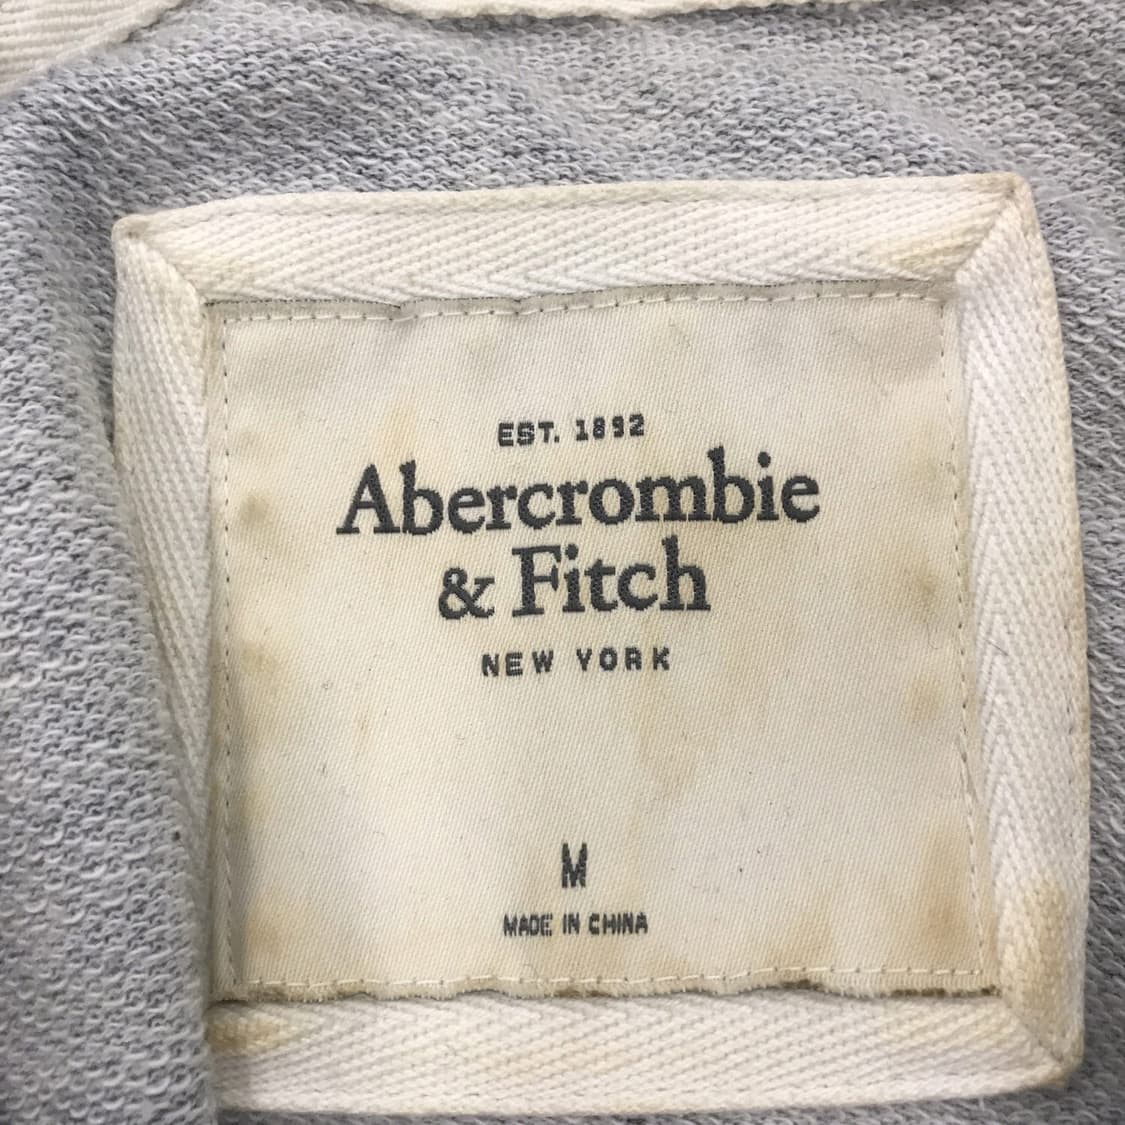 EST. 1892
Abercrombie
& Fitch
NEW YORK
M
MADE IN CHINA